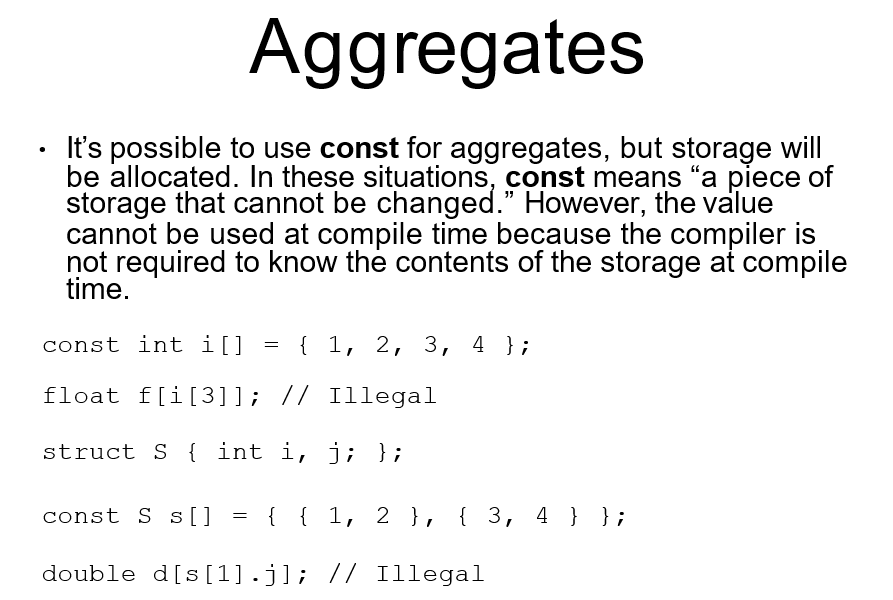 Aggregates
• It’s possible to use const for aggregates, but storage will
be allocated. In these situations, const means “a piece of
storage that cannot be changed.” However, the value
cannot be used at compile time because the compiler is
not required to know the contents of the storage at compile
time.
const int i[] = { 1, 2, 3, 4 };
float f[i[3]]; // Illegal
struct S { int i, j; };
const S s[] = { { 1, 2 }, { 3, 4 } };
double d[s[1].j]; // Illegal